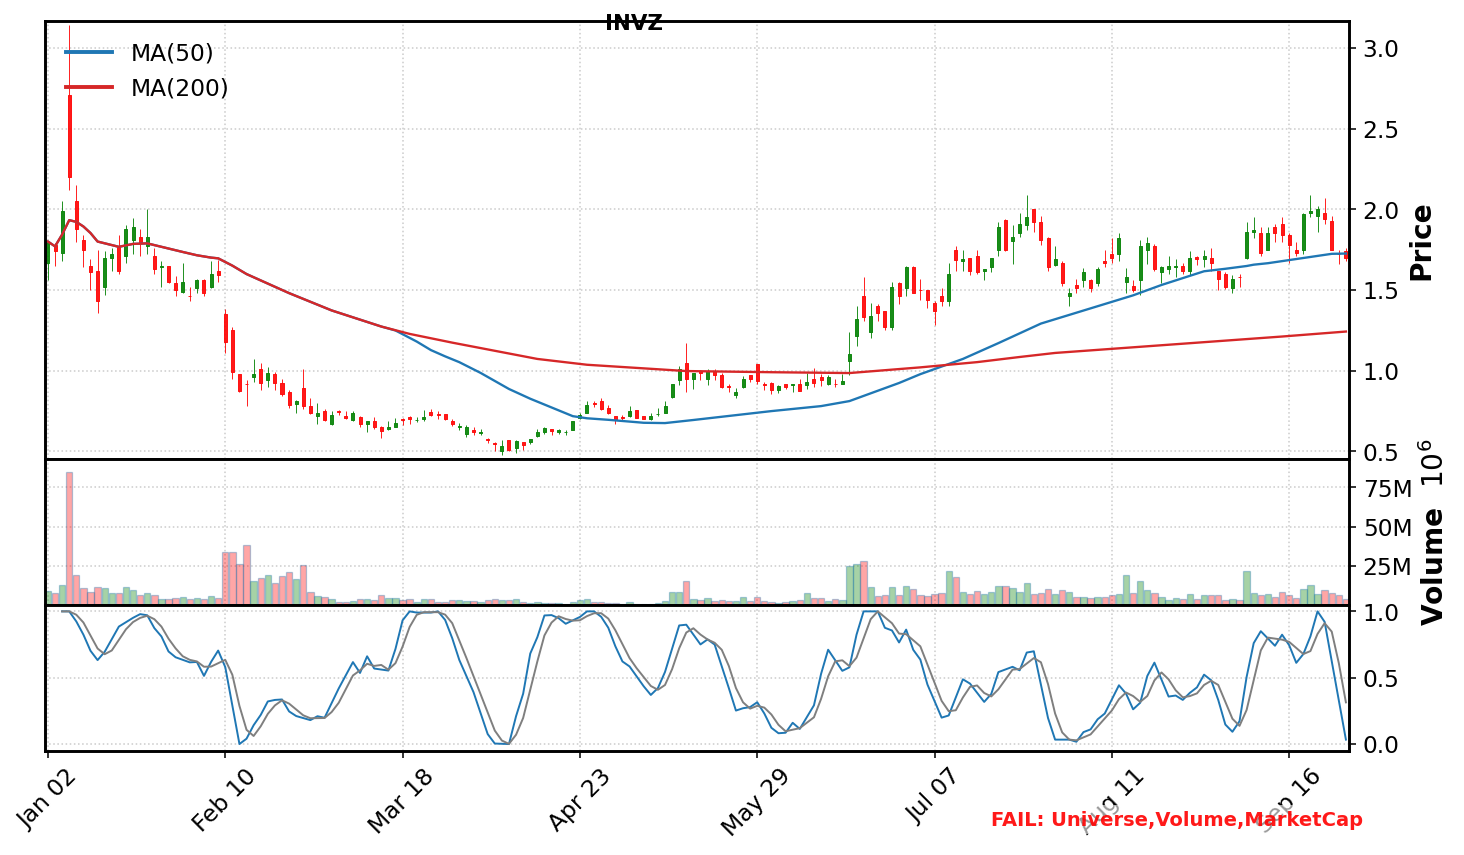 INVZ
MA(50)
MA(200)
3.0
2.5
2.0
1.5
1.0
0.5
Price
75M
50M
25M
Volume 10⁶
1.0
0.5
0.0
Jan 02
Feb 10
Mar 18
Apr 23
May 29
Jul 07
Aug 11
Sep 16
FAIL: Universe,Volume,MarketCap